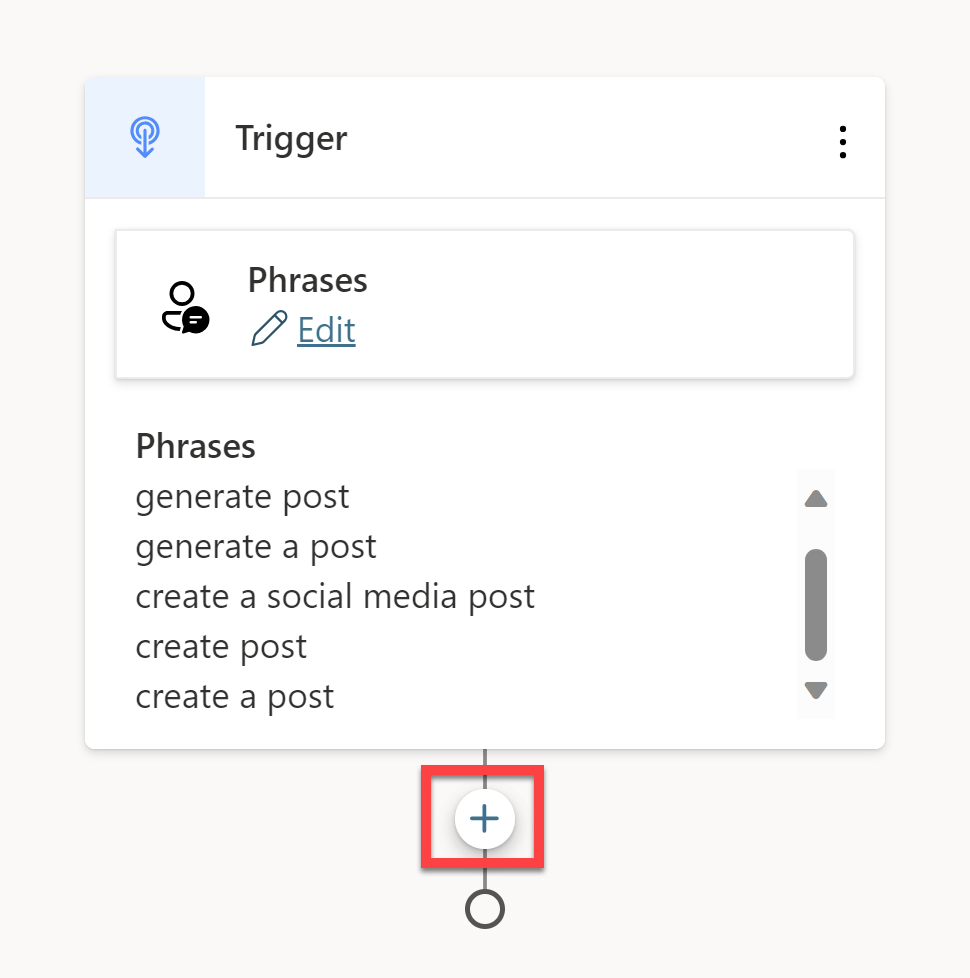 Trigger
Phrases
Edit
Phrases
generate post
generate a post
create a social media post
create post
create a post